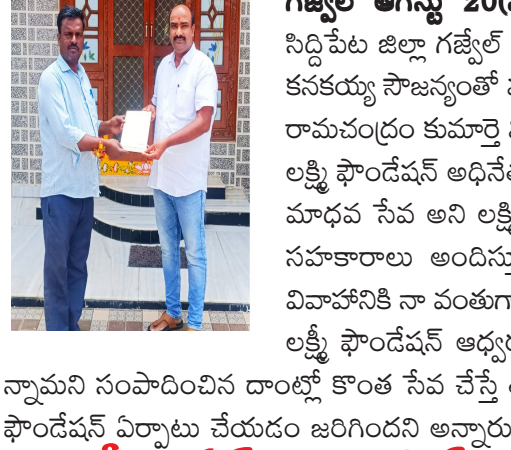 గజ్వేల్ ఆగస్టు 20
సిద్దిపేట జిల్లా గజ్వేల్
కనకయ్య సౌజన్యంతో
రామచంద్రం కుమార్తె
లక్ష్మి ఫౌండేషన్ అధినేత
మాధవ సేవ అని లక్ష్మి
సహకారాలు అందిస్తు
వివాహానికి నా వంతుగా
లక్ష్మీ ఫౌండేషన్ ఆధ్వర
న్నామని సంపాదించిన దాంట్లో కొంత సేవ చేస్తే
ఫౌండేషన్ ఏర్పాటు చేయడం జరిగిందని అన్నారు